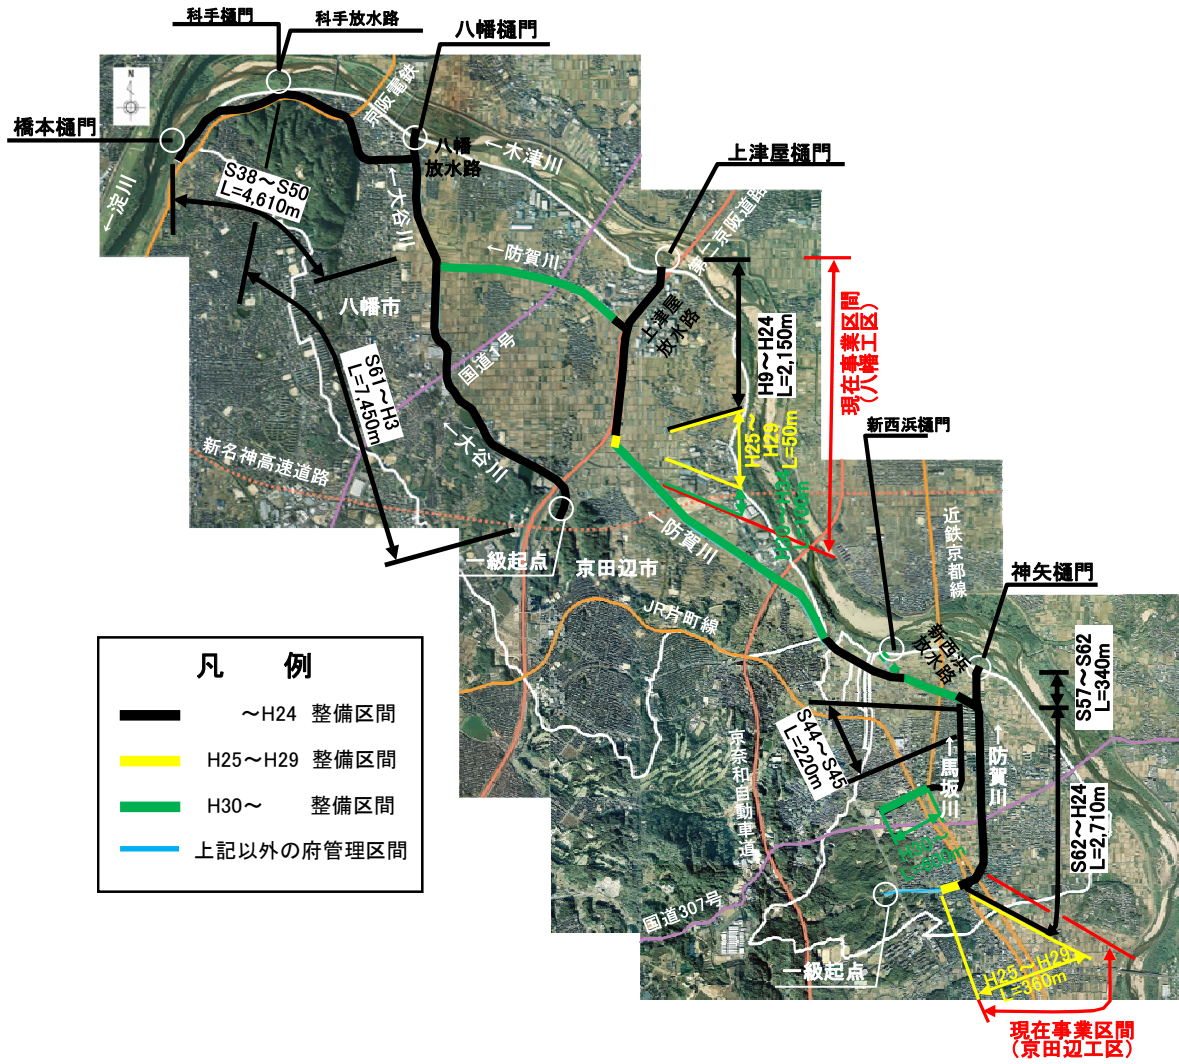 科手樋門
科手放水路
八幡樋門
N
京阪電鉄
橋本樋門
八幡
放水路
←木津川
上津屋樋門
←淀川
S38～S50
L=4,610m
←大谷川
第二京阪道路
←防賀川
八幡市
上津屋
放水路
国道1号
H9～H24
L=2,150m
現在事業区間
(八幡工区)
S61～H3
L=7,450m
H25～
H29
L=50m
新西浜樋門
←大谷川
新名神高速道路
←防賀川
近鉄京都線
一級起点
京田辺市
神矢樋門
JR片町線
新西浜
放水路
S57～S62
L=340m
凡 例
～H24 整備区間
H25～H29 整備区間
H30～ 整備区間
上記以外の府管理区間
S44～S45
L=220m
京奈和自動車道
←馬坂川
←防賀川
S62～H24
L=2,710m
H30～
L=600m
国道307号
一級起点
H25～H29
L=360m
現在事業区間
(京田辺工区)